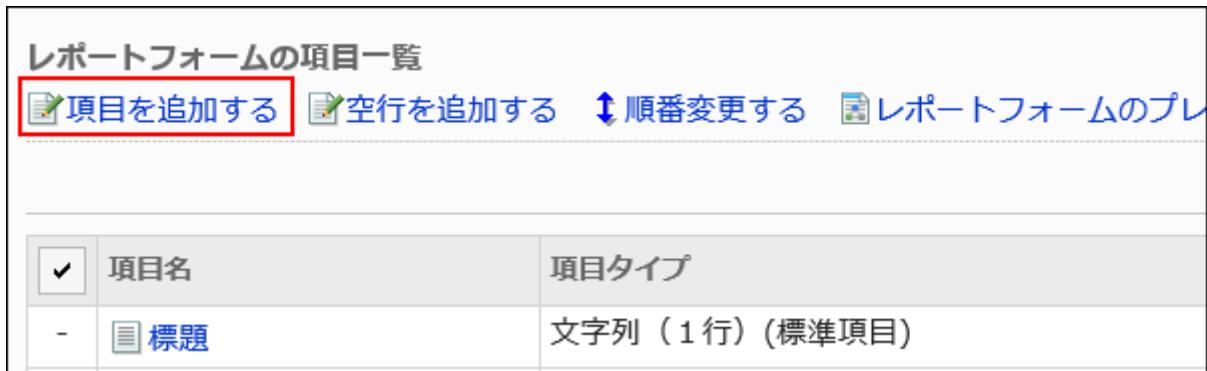 レポートフォームの項目一覧
項目を追加する 空行を追加する 順番変更する レポートフォームのプレ
項目名 項目タイプ
- 標題 文字列（１行）(標準項目)